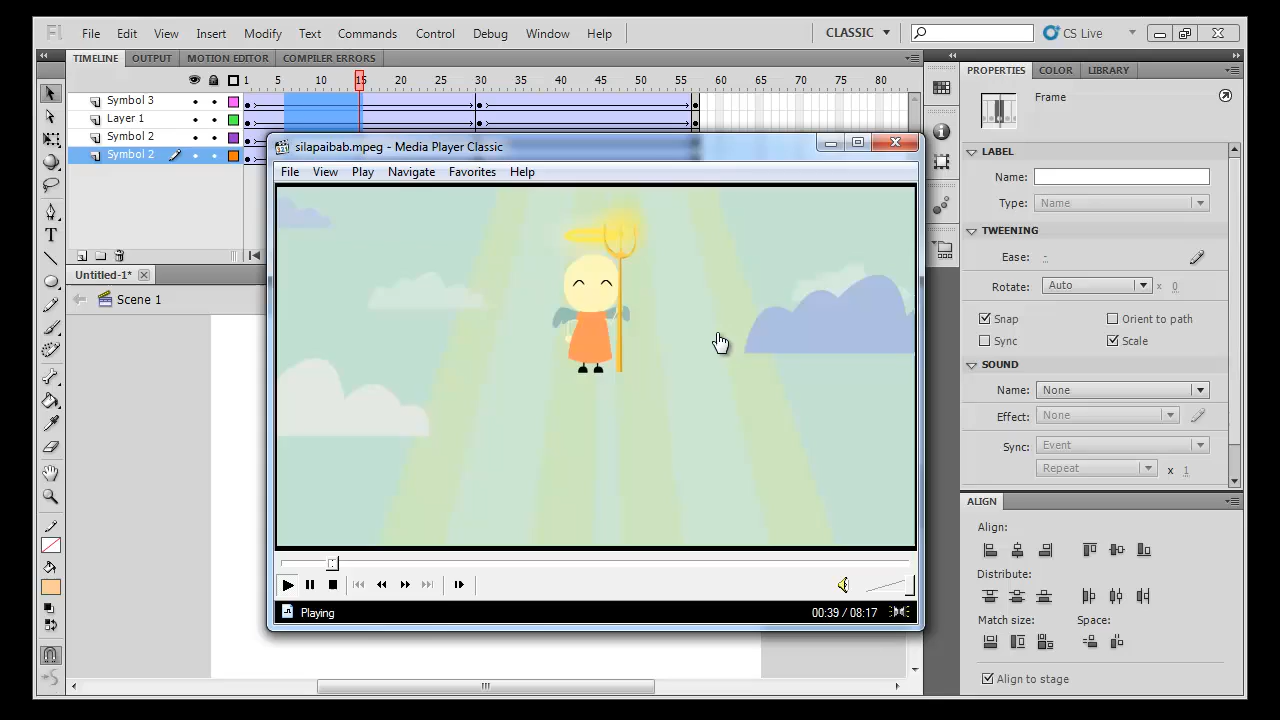 Fl File Edit View Insert Modify Text Commands Control Debug Window Help CLASSIC CS Live
TIMELINE OUTPUT MOTION EDITOR COMPILER ERRORS
1 5 10 15 20 25 30 35 40 45 50 55 60 65 70 75 80
Symbol 3
Layer 1
Symbol 2
Symbol 2
Untitled-1*
Scene 1
silapaibab.mpeg - Media Player Classic
File View Play Navigate Favorites Help
Playing 00:39 / 08:17
PROPERTIES COLOR LIBRARY
Frame
LABEL
Name:
Type: Name
TWEENING
Ease: -
Rotate: Auto x 0
Snap Orient to path
Sync Scale
SOUND
Name: None
Effect: None
Sync: Event
Repeat x 1
ALIGN
Align:
Distribute:
Match size: Space:
Align to stage
T